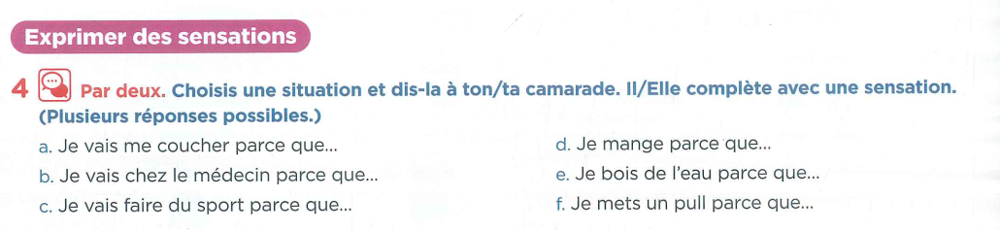 Exprimer des sensations
4 Par deux. Choisis une situation et dis-la à ton/ta camarade. Il/Elle complète avec une sensation.
(Plusieurs réponses possibles.)
a. Je vais me coucher parce que...
b. Je vais chez le médecin parce que...
c. Je vais faire du sport parce que...
d. Je mange parce que...
e. Je bois de l'eau parce que...
f. Je mets un pull parce que...